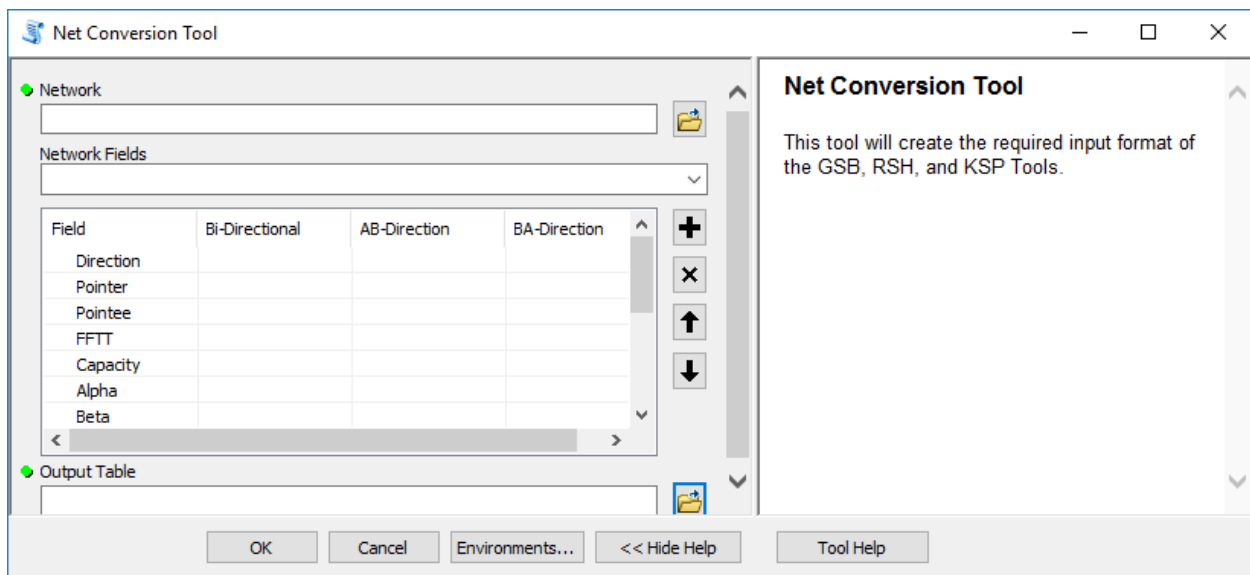 Net Conversion Tool
Network
Network Fields
Field Bi-Directional AB-Direction BA-Direction
Direction
Pointer
Pointee
FFTT
Capacity
Alpha
Beta
Output Table
Net Conversion Tool
This tool will create the required input format of
the GSB, RSH, and KSP Tools.
OK Cancel Environments... << Hide Help Tool Help